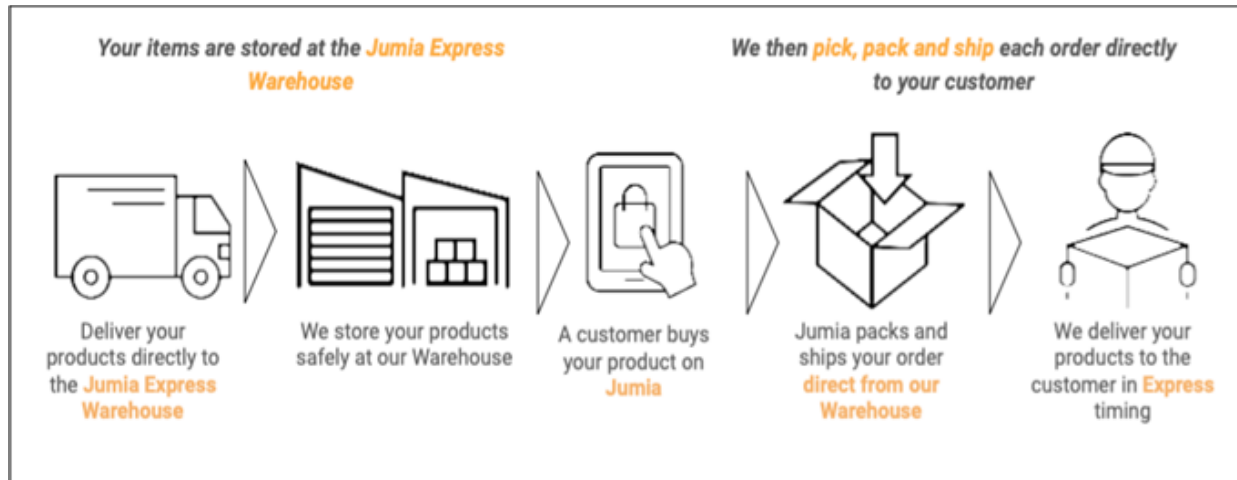 Your items are stored at the Jumia Express
Warehouse
We then pick, pack and ship each order directly
to your customer
Deliver your
products directly to
the Jumia Express
Warehouse
We store your products
safely at our Warehouse
A customer buys
your product on
Jumia
Jumia packs and
ships your order
direct from our
Warehouse
We deliver your
products to the
customer in Express
timing